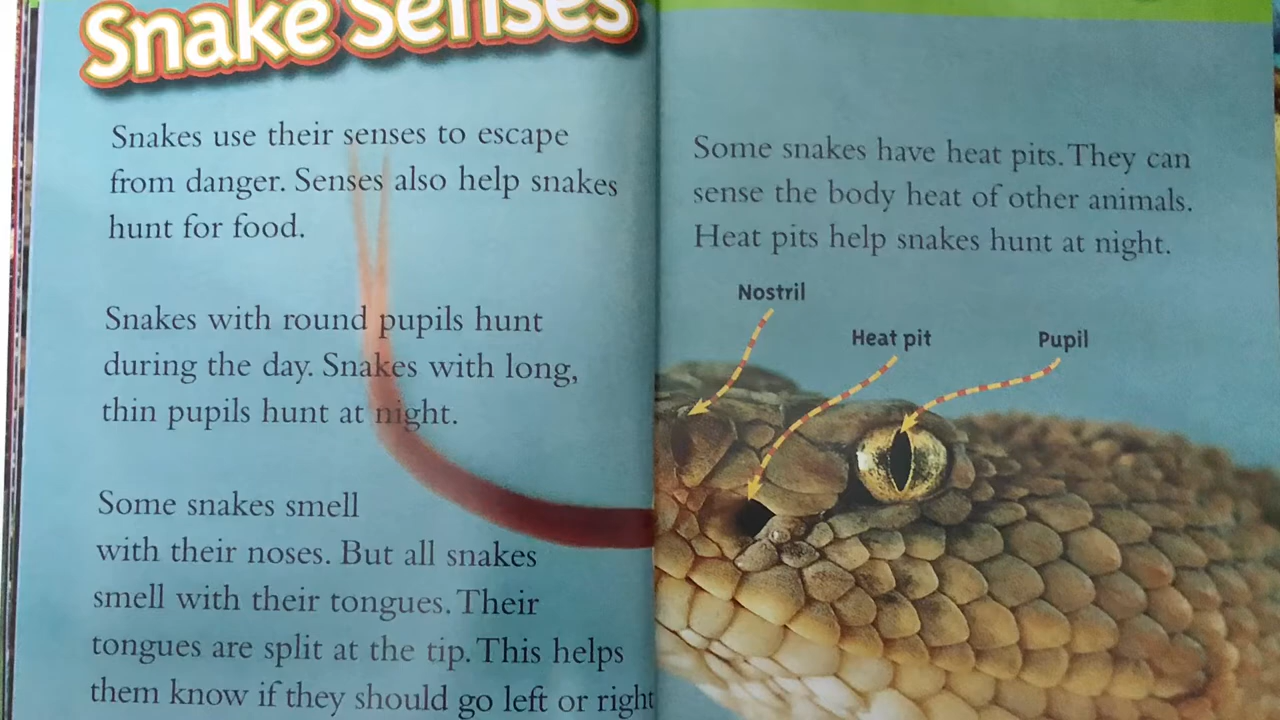 Snake Senses
Snakes use their senses to escape
from danger. Senses also help snakes
hunt for food.
Snakes with round pupils hunt
during the day. Snakes with long,
thin pupils hunt at night.
Some snakes smell
with their noses. But all snakes
smell with their tongues. Their
tongues are split at the tip. This helps
them know if they should go left or right
Some snakes have heat pits. They can
sense the body heat of other animals.
Heat pits help snakes hunt at night.
Nostril
Heat pit
Pupil